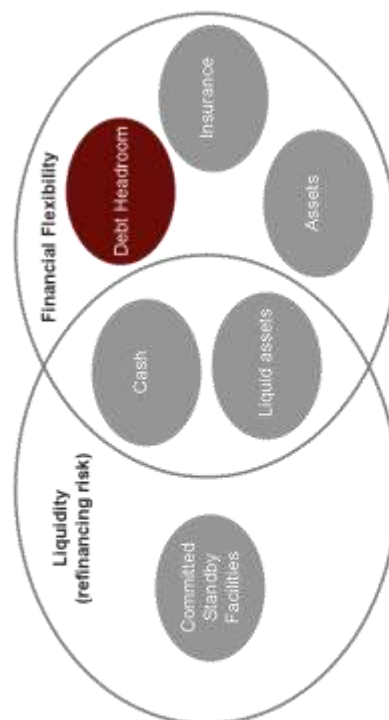 Liquidity
(refinancing risk)
Financial Flexibility
Committed
Standby
Facilities
Cash
Liquid assets
Debt Headroom
Insurance
Assets